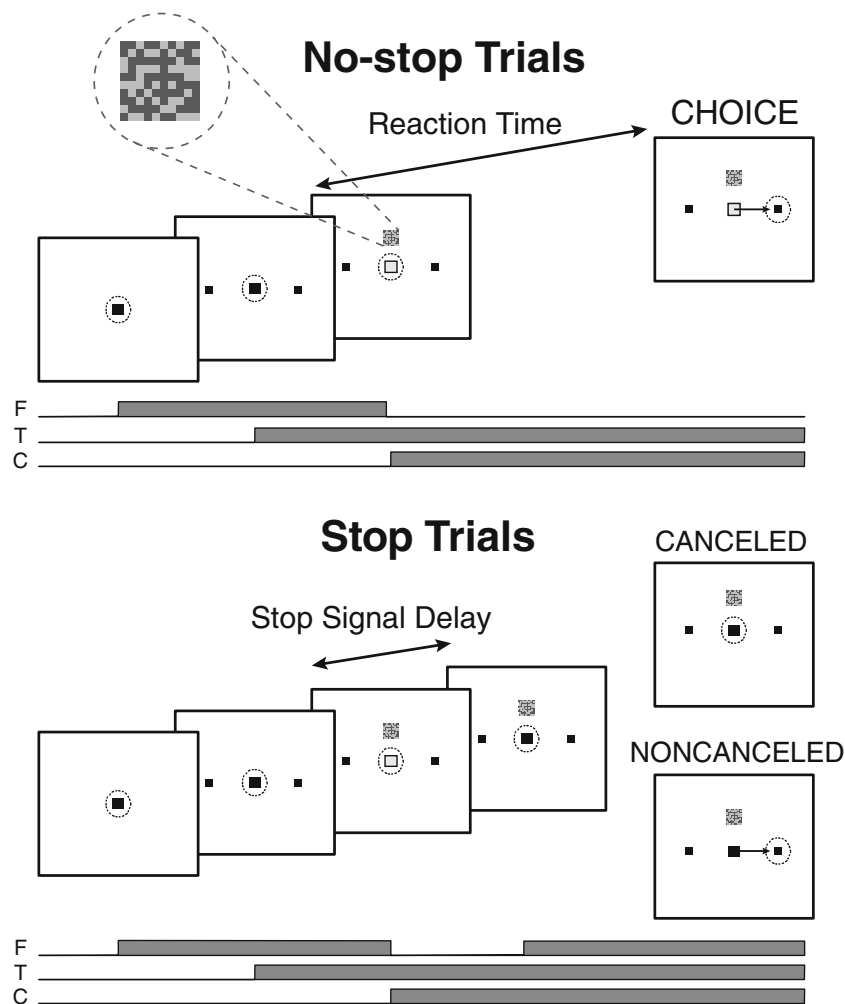 No-stop Trials
Reaction Time
CHOICE
F
T
C
Stop Trials
CANCELED
Stop Signal Delay
NONCANCELED
F
T
C